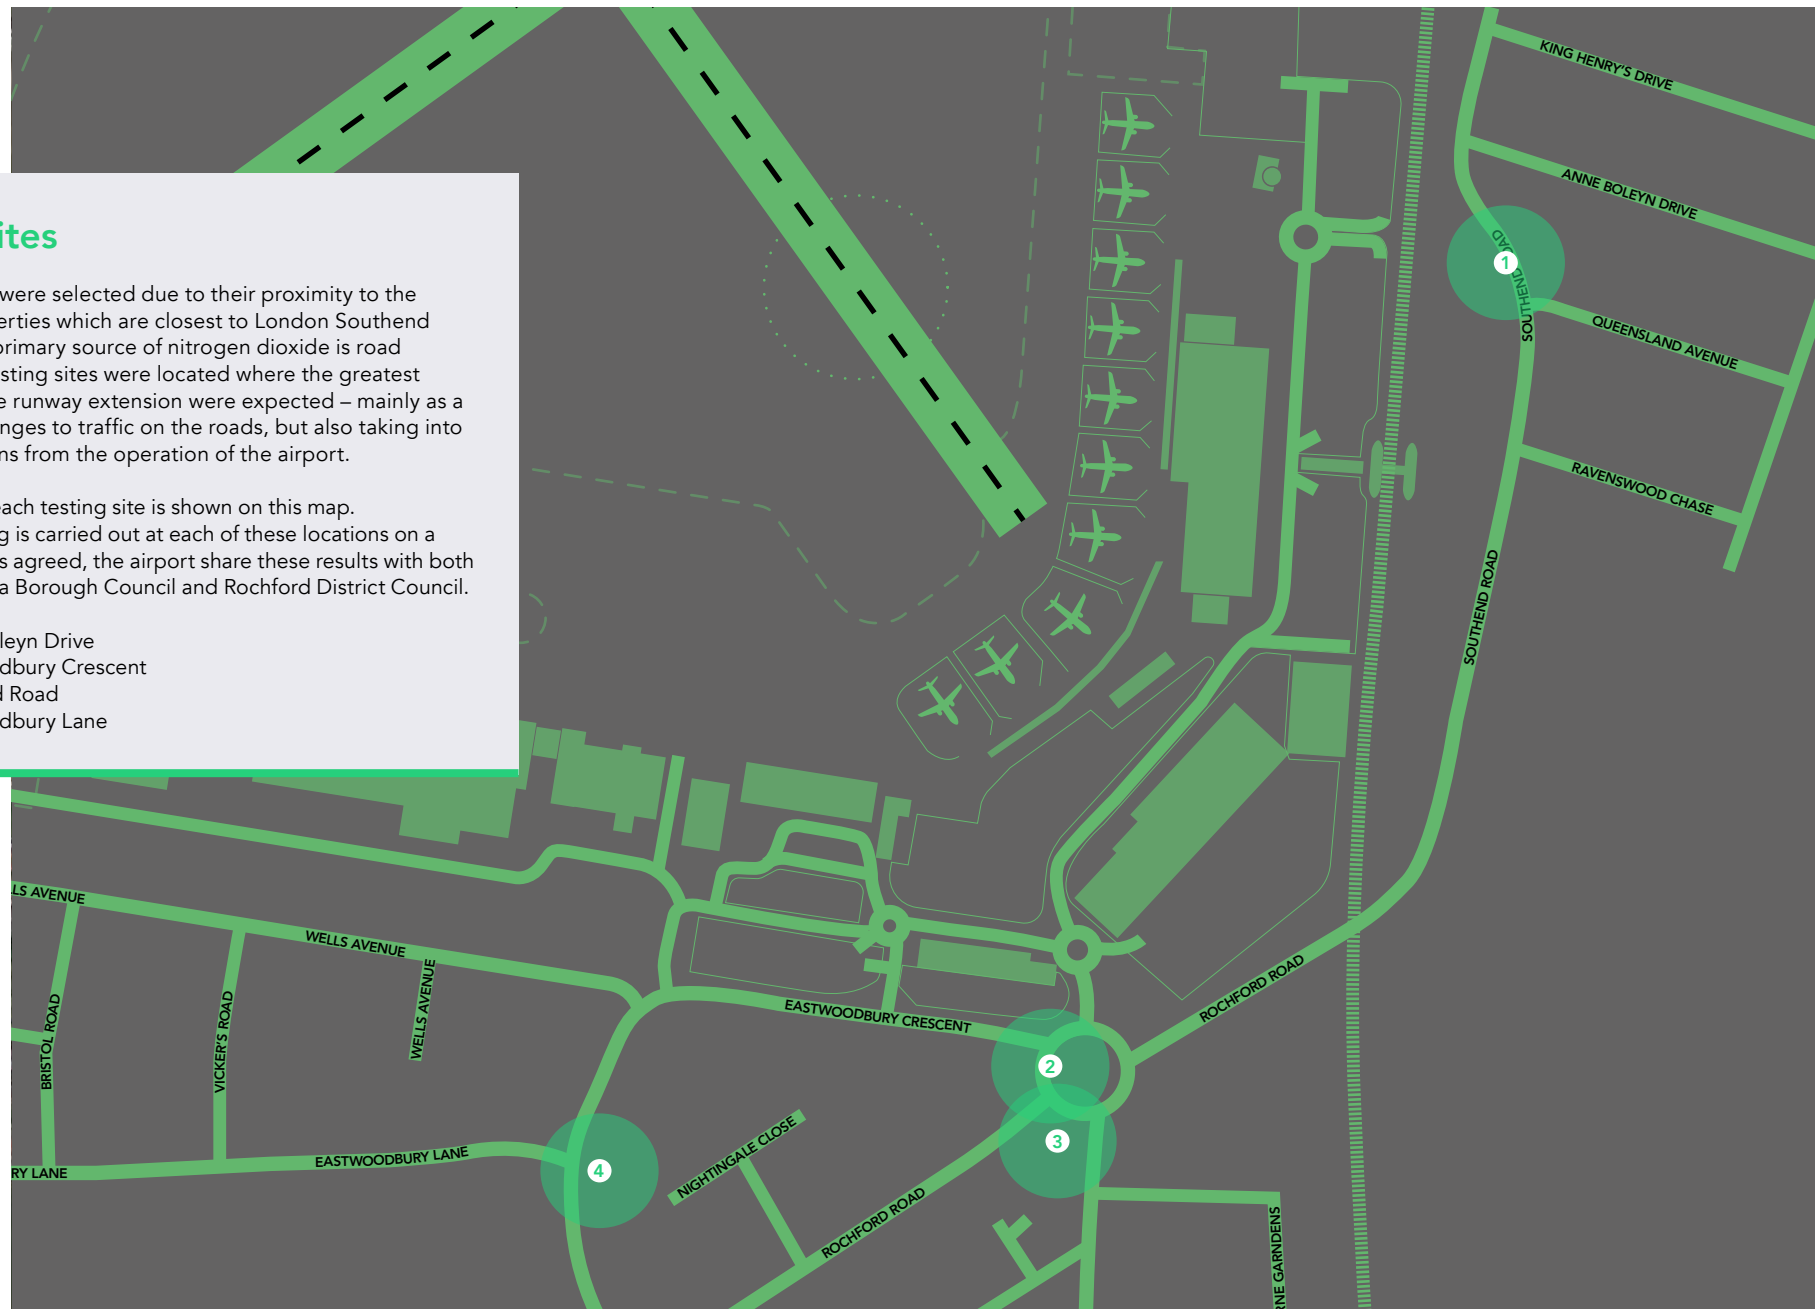 ites
were selected due to their proximity to the
erties which are closest to London Southend
primary source of nitrogen dioxide is road
sting sites were located where the greatest
e runway extension were expected – mainly as a
nges to traffic on the roads, but also taking into
ns from the operation of the airport.
each testing site is shown on this map.
g is carried out at each of these locations on a
s agreed, the airport share these results with both
a Borough Council and Rochford District Council.
leyn Drive
dbury Crescent
d Road
dbury Lane
KING HENRY'S DRIVE
ANNE BOLEYN DRIVE
SOUTHEND ROAD
1
QUEENSLAND AVENUE
RAVENSWOOD CHASE
SOUTHEND ROAD
LS AVENUE
WELLS AVENUE
WELLS AVENUE
BRISTOL ROAD
VICKER'S ROAD
EASTWOODBURY CRESCENT
ROCHFORD ROAD
2
3
NIGHTINGALE CLOSE
EASTWOODBURY LANE
RY LANE
4
ROCHFORD ROAD
RNE GARNDENS